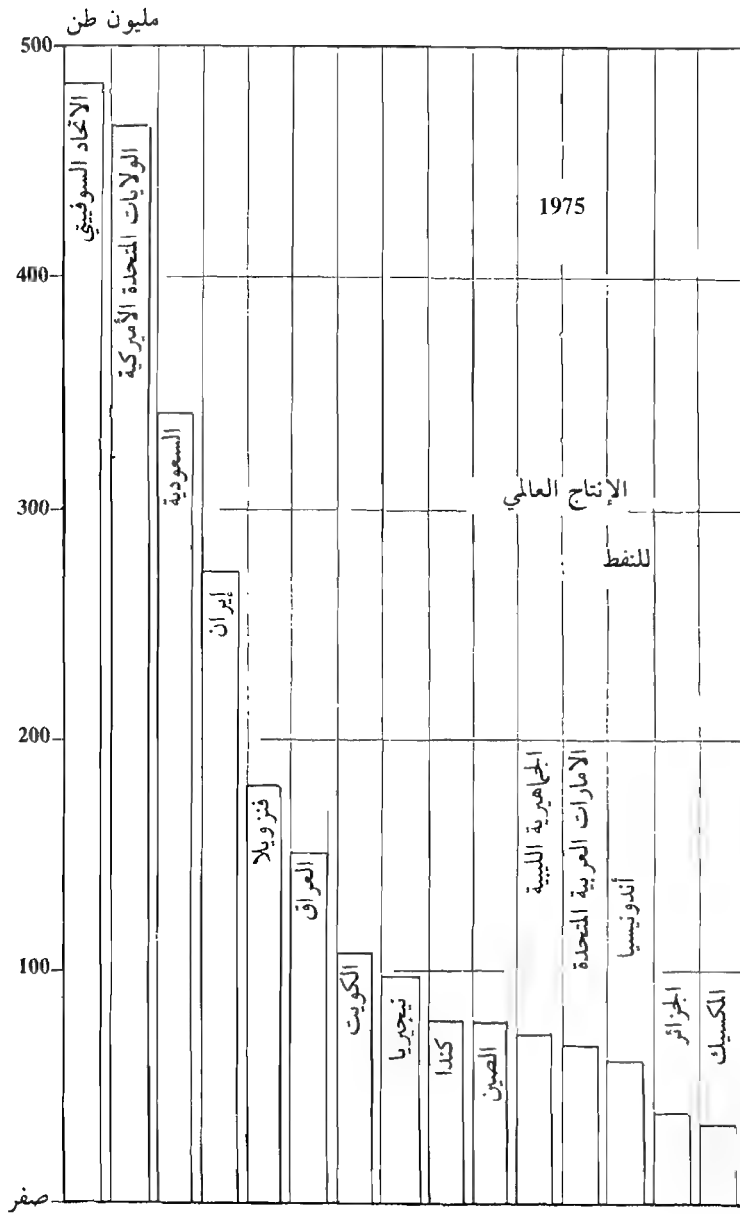 مليون طن
500
400
300
200
100
صفر
1975
الإنتاج العالمي
للنفط
الاتحاد السوفييتي
الولايات المتحدة الأميركية
السعودية
إيران
فنزويلا
العراق
الكويت
نيجيريا
كندا
الصين
الجماهيرية الليبية
الامارات العربية المتحدة
أندونيسيا
الجزائر
المكسيك